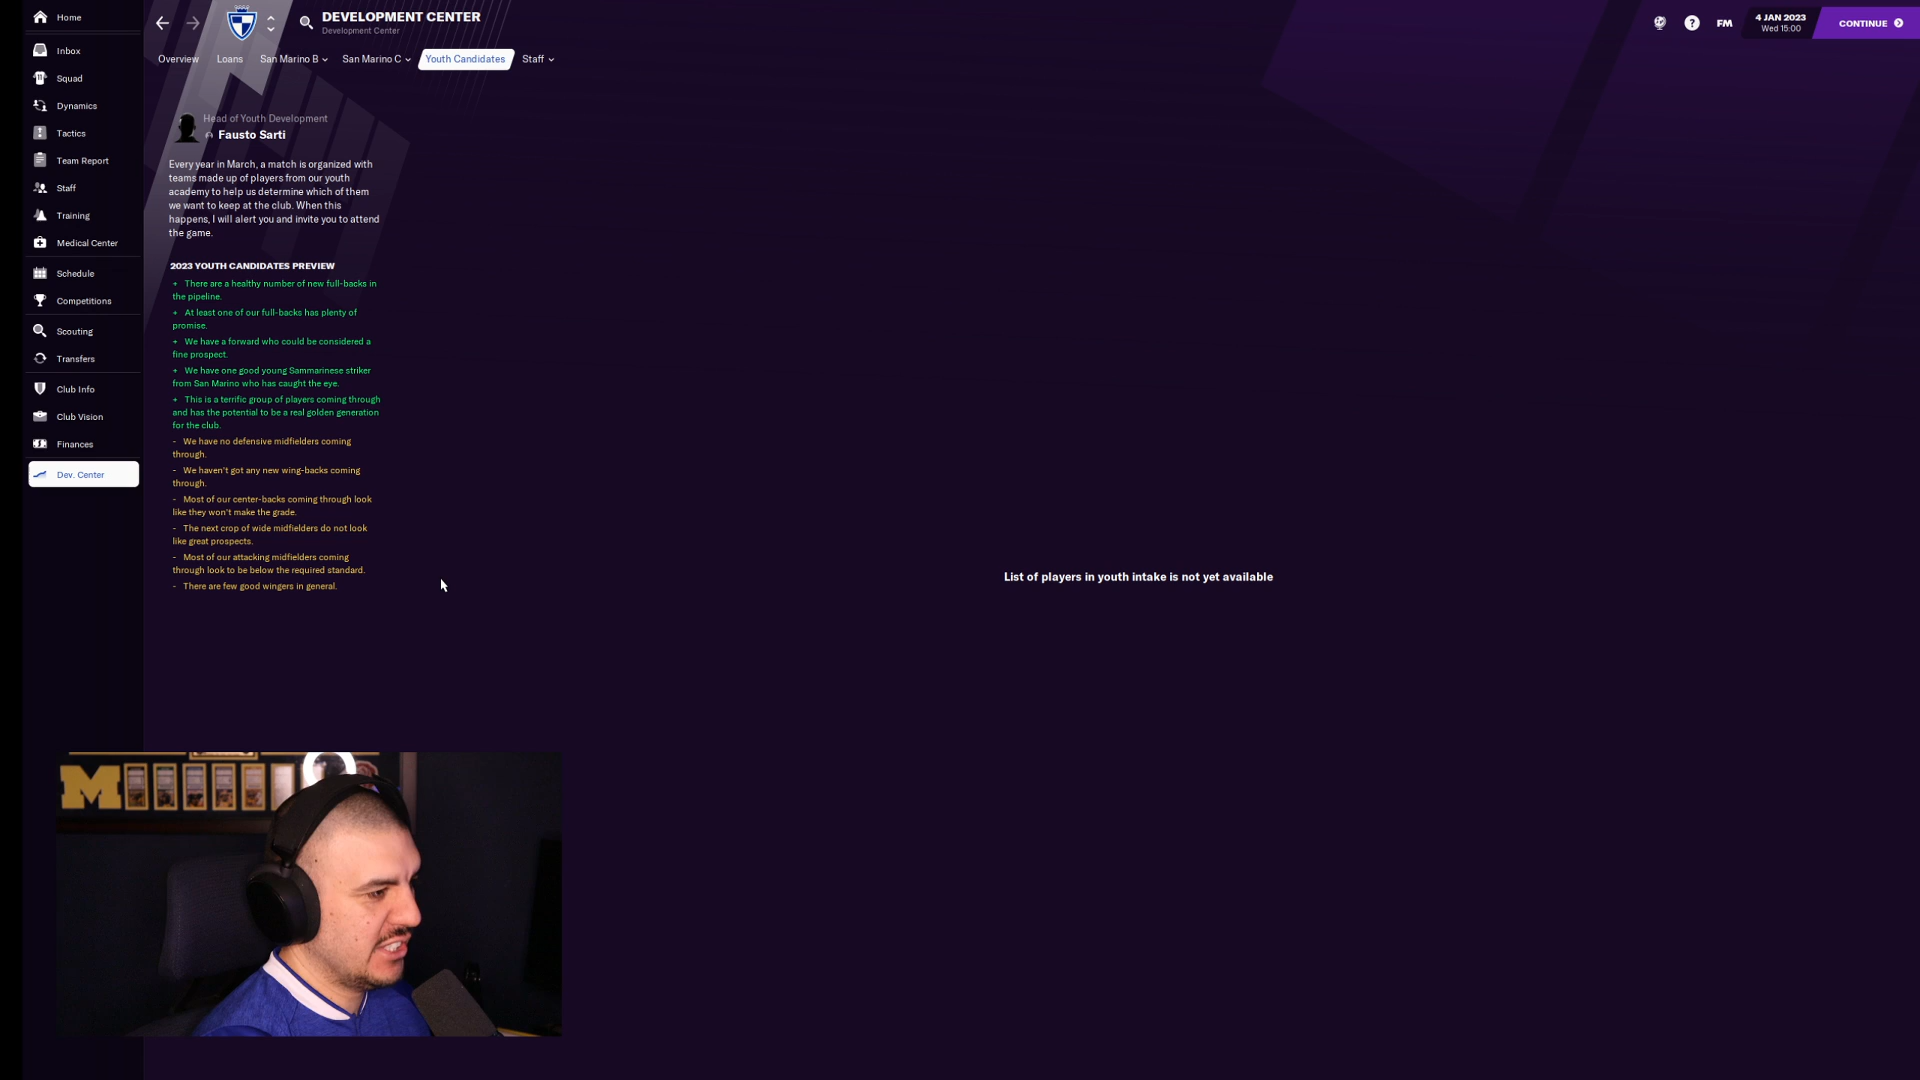 Home
DEVELOPMENT CENTER
Development Center
FM
4 JAN 2023
Wed 15:00
CONTINUE
Inbox
Squad
Dynamics
Tactics
Team Report
Staff
Training
Medical Center
Schedule
Competitions
Scouting
Transfers
Club Info
Club Vision
Finances
Dev. Center
Overview
Loans
San Marino B
San Marino C
Youth Candidates
Staff
Head of Youth Development
Fausto Sarti
Every year in March, a match is organized with
teams made up of players from our youth
academy to help us determine which of them
we want to keep at the club. When this
happens, I will alert you and invite you to attend
the game.
2023 YOUTH CANDIDATES PREVIEW
+ There are a healthy number of new full-backs in
the pipeline.
+ At least one of our full-backs has plenty of
promise.
+ We have a forward who could be considered a
fine prospect.
+ We have one good young Sammarinese striker
from San Marino who has caught the eye.
+ This is a terrific group of players coming through
and has the potential to be a real golden generation
for the club.
- We have no defensive midfielders coming
through.
- We haven't got any new wing-backs coming
through.
- Most of our center-backs coming through look
like they won't make the grade.
- The next crop of wide midfielders do not look
like great prospects.
- Most of our attacking midfielders coming
through look to be below the required standard.
- There are few good wingers in general.
List of players in youth intake is not yet available
M